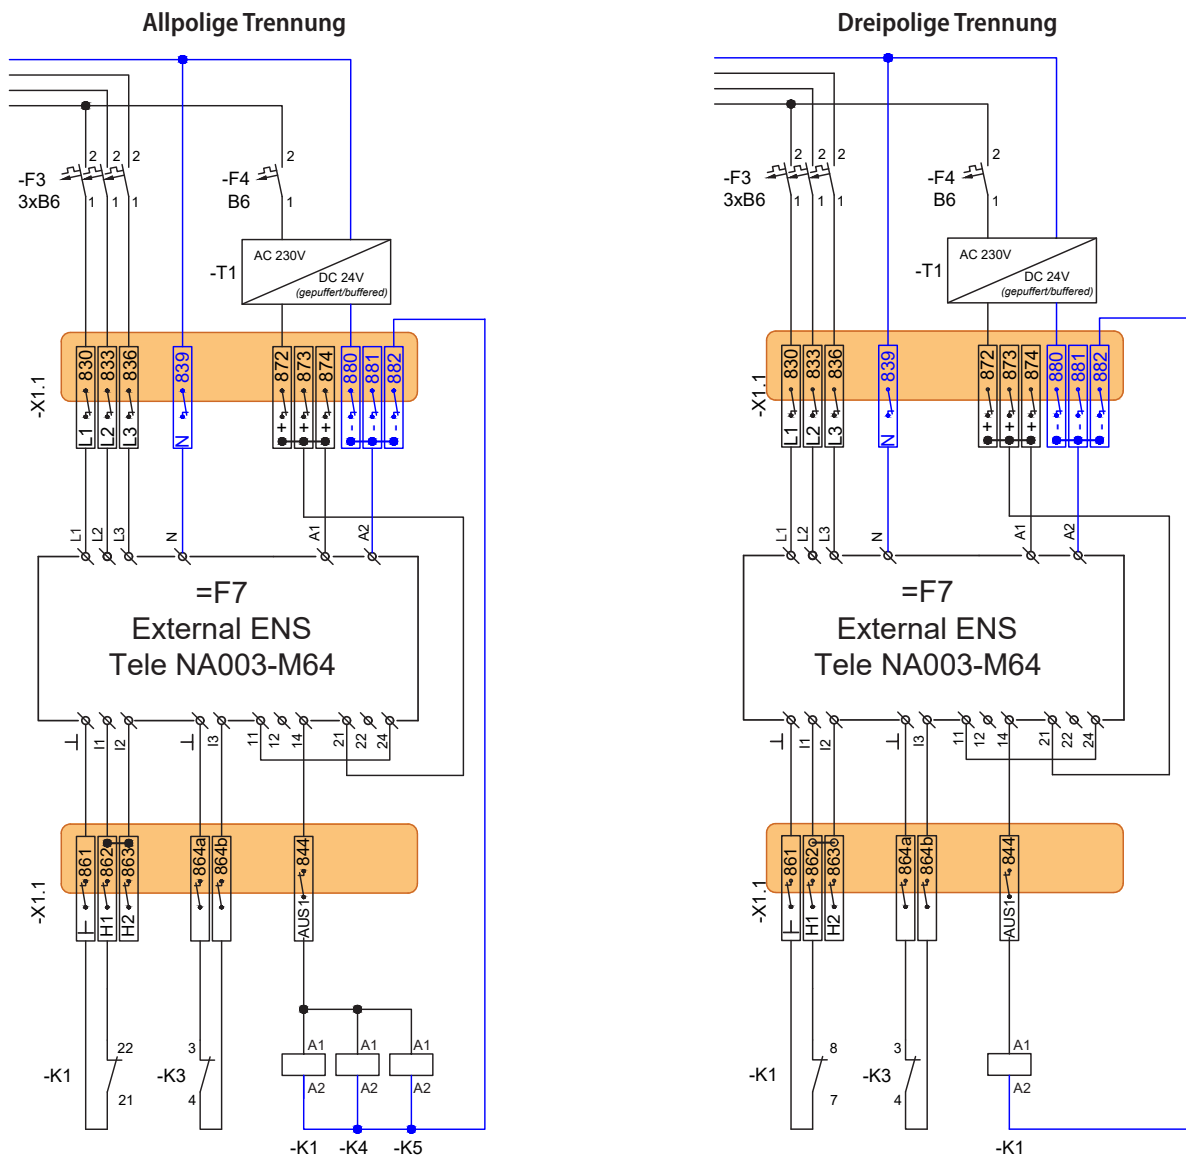 Allpolige Trennung
2 2 2 2
-F3 -F4
3xB6 B6
1 1 1 1
AC 230V
-T1
DC 24V
(gepuffert/buffered)
-X1.1
830 833 836 839 872 873 874 880 881 882
L1 L2 L3 N + + + - - -
L1 L2 L3 N A1 A2
=F7
External ENS
Tele NA003-M64
⊥ I1 I2 ⊥ I3 11 12 14 21 22 24
-X1.1
861 862 863 864a 864b 844
⊥ H1 H2 AUS1
22 3 A1 A1 A1
-K1 -K3
21 4 A2 A2 A2
-K1 -K4 -K5
Dreipolige Trennung
2 2 2 2
-F3 -F4
3xB6 B6
1 1 1 1
AC 230V
-T1
DC 24V
(gepuffert/buffered)
-X1.1
830 833 836 839 872 873 874 880 881 882
L1 L2 L3 N + + + - - -
L1 L2 L3 N A1 A2
=F7
External ENS
Tele NA003-M64
⊥ I1 I2 ⊥ I3 11 12 14 21 22 24
-X1.1
861 862 863 864a 864b 844
⊥ H1 H2 AUS1
8 3 A1
-K1 -K3
7 4 A2
-K1